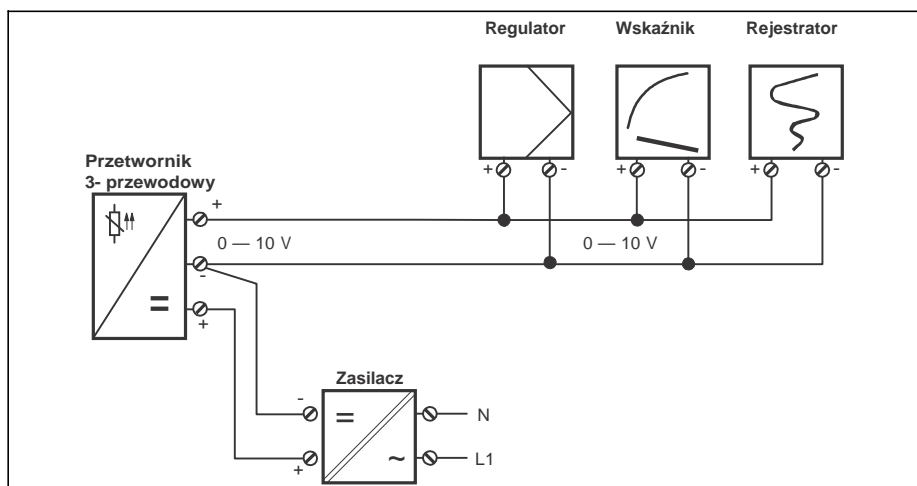 Regulator Wskaźnik Rejestrator
+ - + - + -
Przetwornik
3- przewodowy
+
0 — 10 V 0 — 10 V
-
=
+
Zasilacz
- = N
+ ~ L1